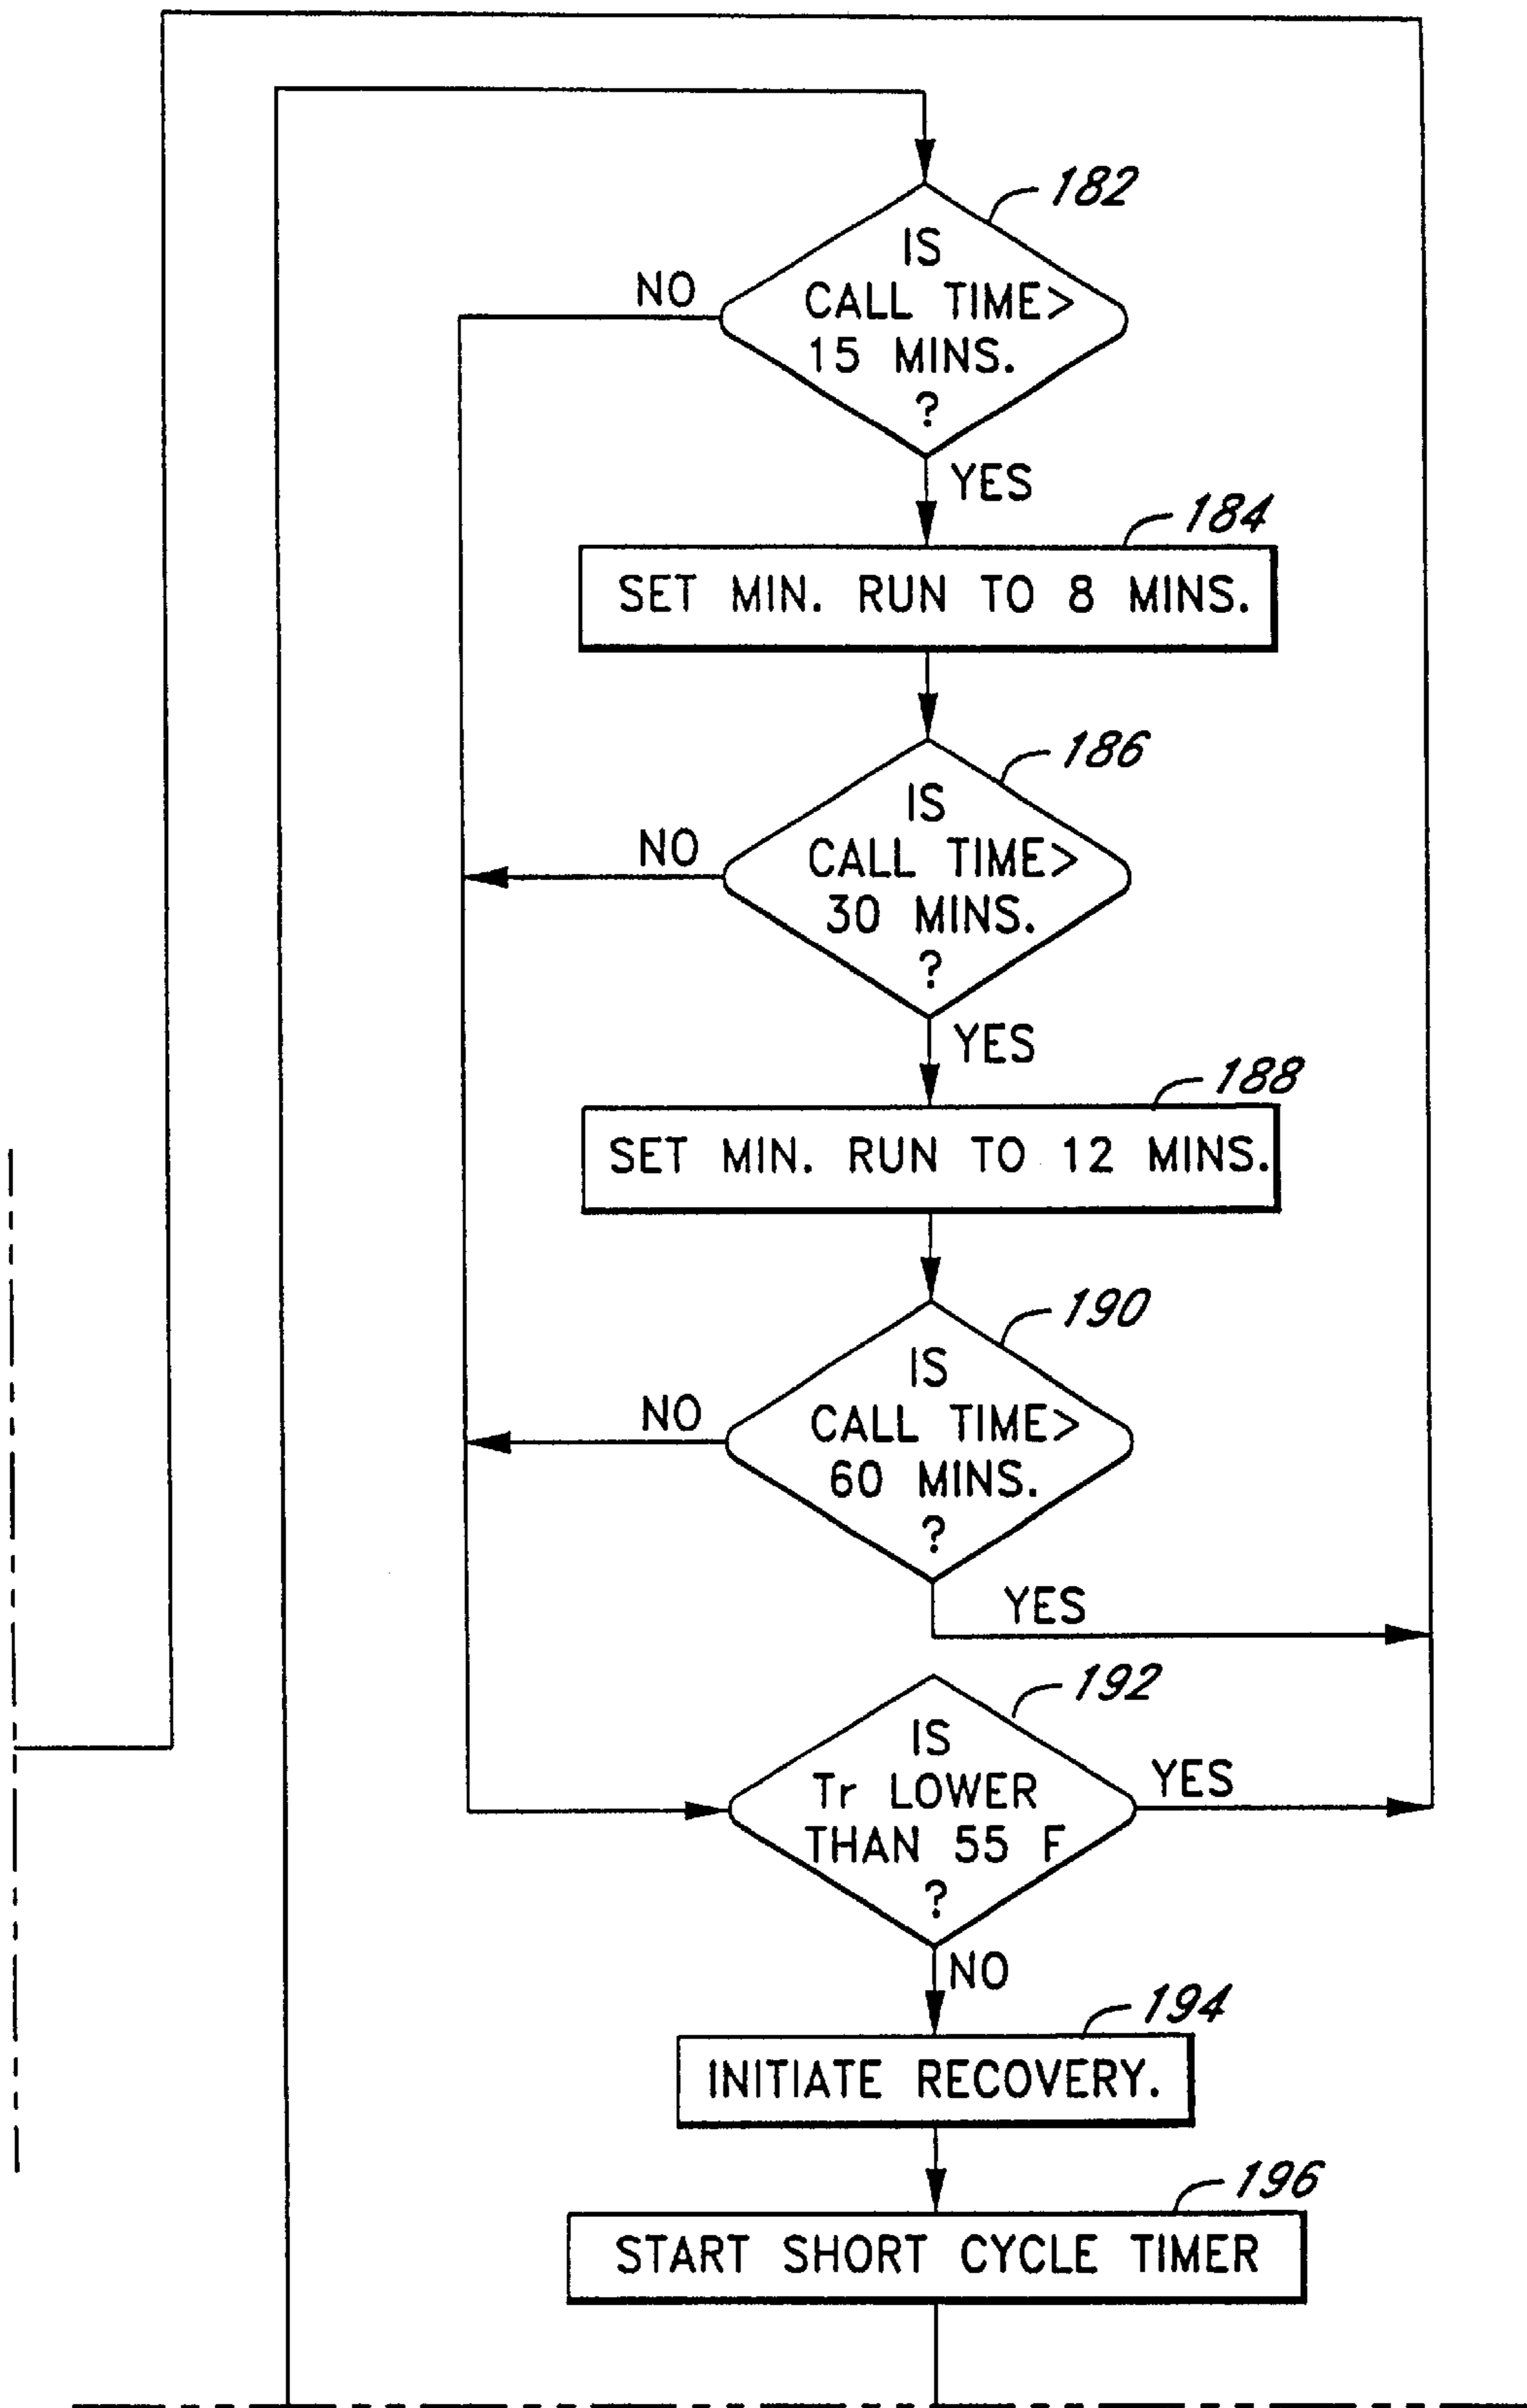 182
IS
CALL TIME>
15 MINS.
?
NO
YES
184
SET MIN. RUN TO 8 MINS.
186
IS
CALL TIME>
30 MINS.
?
NO
YES
188
SET MIN. RUN TO 12 MINS.
190
IS
CALL TIME>
60 MINS.
?
NO
YES
192
IS
Tr LOWER
THAN 55 F
?
YES
NO
194
INITIATE RECOVERY.
196
START SHORT CYCLE TIMER